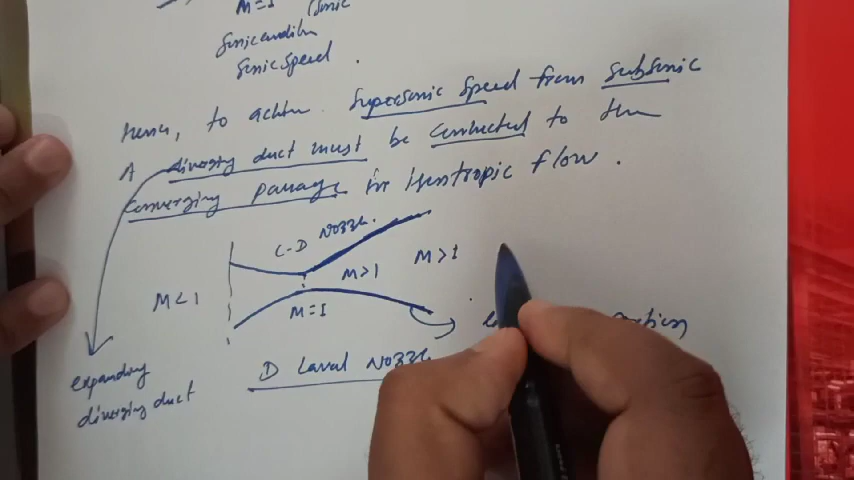 M = 1 (Sonic
Sonic condition
Sonic Speed.
Hence, to achieve Supersonic Speed from Subsonic
A diverging duct must be connected to the
Converging passage for Isentropic flow.
C-D Nozzle.
M < 1
M > 1
M > 1
M = 1
D Laval Nozzle
expanding
diverging duct